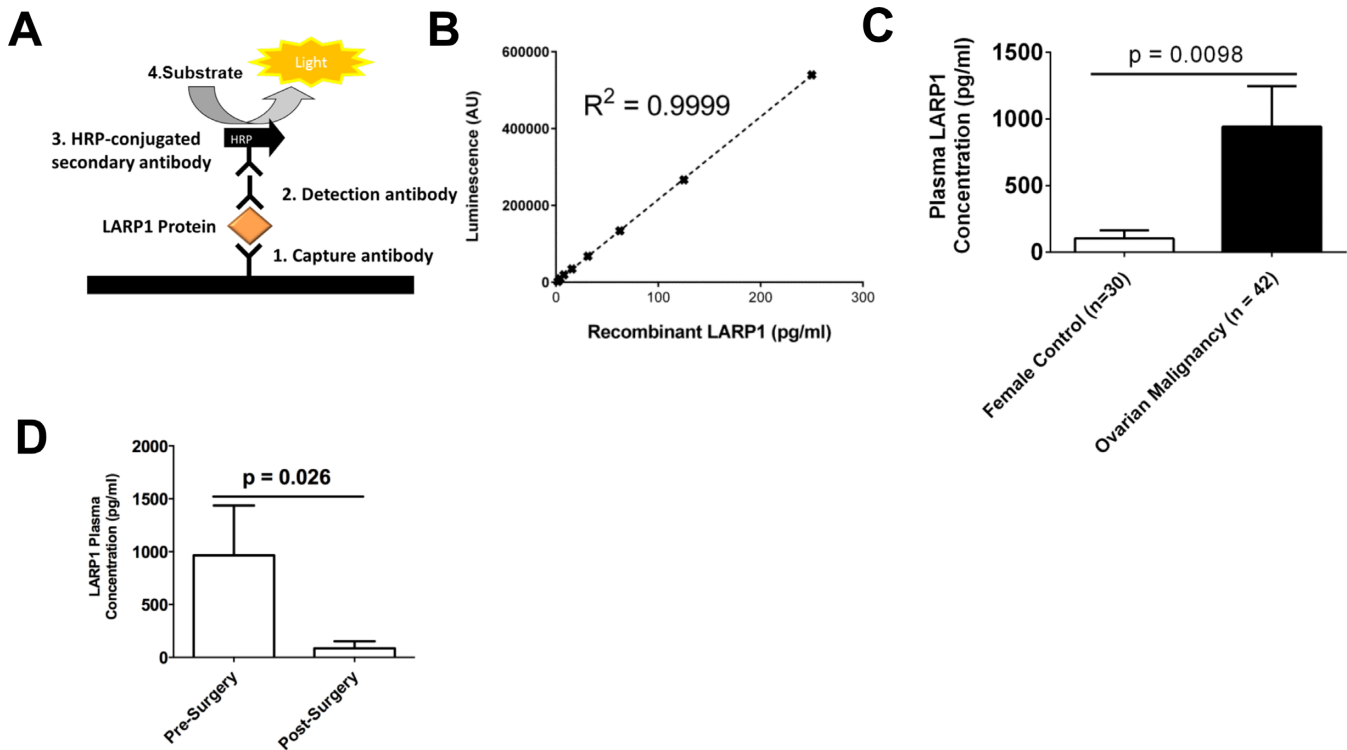 A
4.Substrate
Light
3. HRP-conjugated
secondary antibody
HRP
2. Detection antibody
LARP1 Protein
1. Capture antibody
B
Luminescence (AU)
600000
400000
200000
0
R² = 0.9999
0
100
200
300
Recombinant LARP1 (pg/ml)
C
Plasma LARP1
Concentration (pg/ml)
1500
1000
500
0
p = 0.0098
Female Control (n=30)
Ovarian Malignancy (n = 42)
D
LARP1 Plasma
Concentration (pg/ml)
2000
1500
1000
500
0
p = 0.026
Pre-Surgery
Post-Surgery